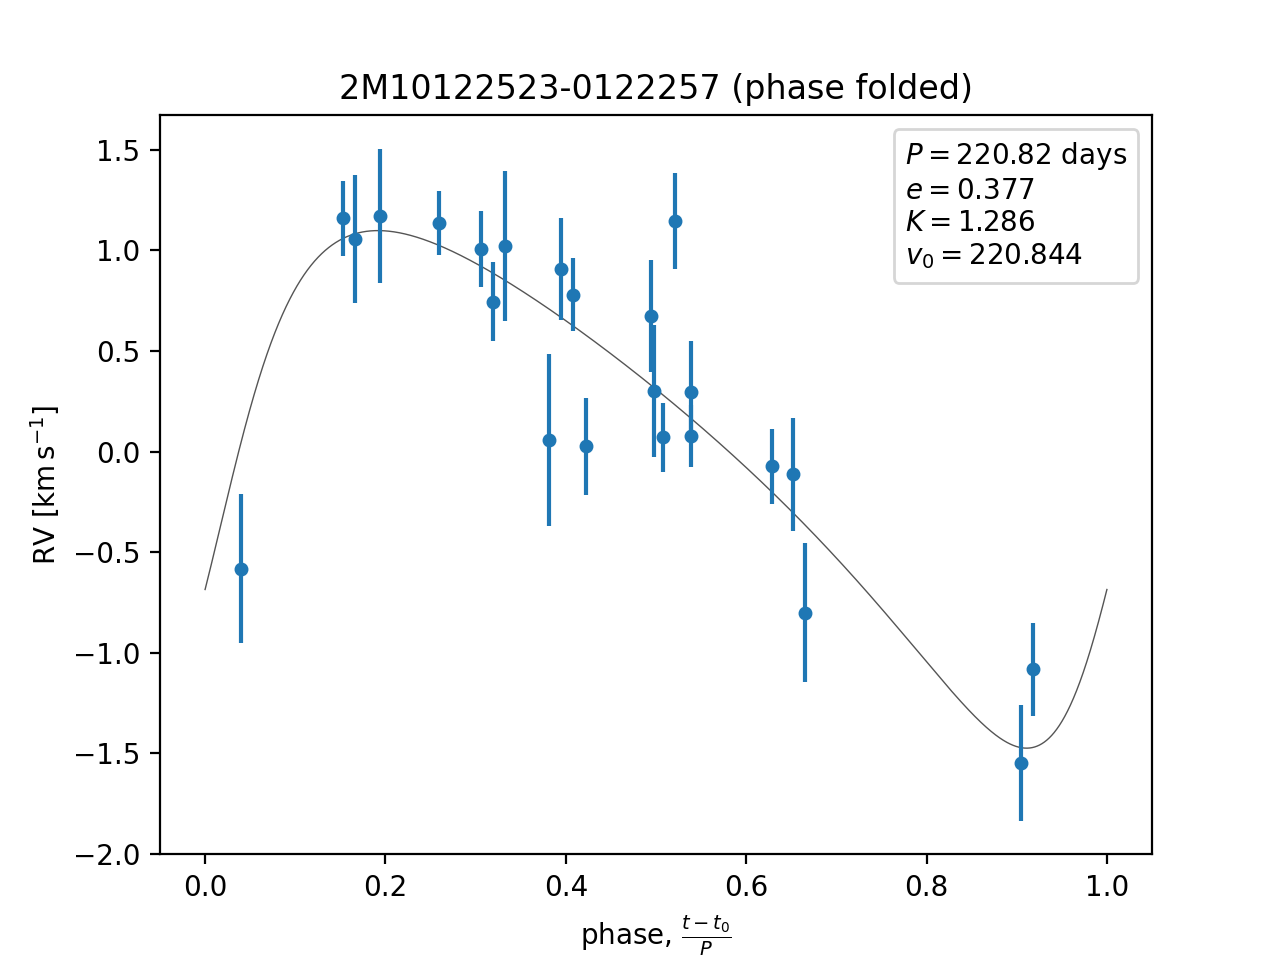 2M10122523-0122257 (phase folded)
P = 220.82 days
e = 0.377
K = 1.286
v₀ = 220.844
RV [km s⁻¹]
1.5
1.0
0.5
0.0
−0.5
−1.0
−1.5
−2.0
0.0 0.2 0.4 0.6 0.8 1.0
phase, (t − t₀)/P